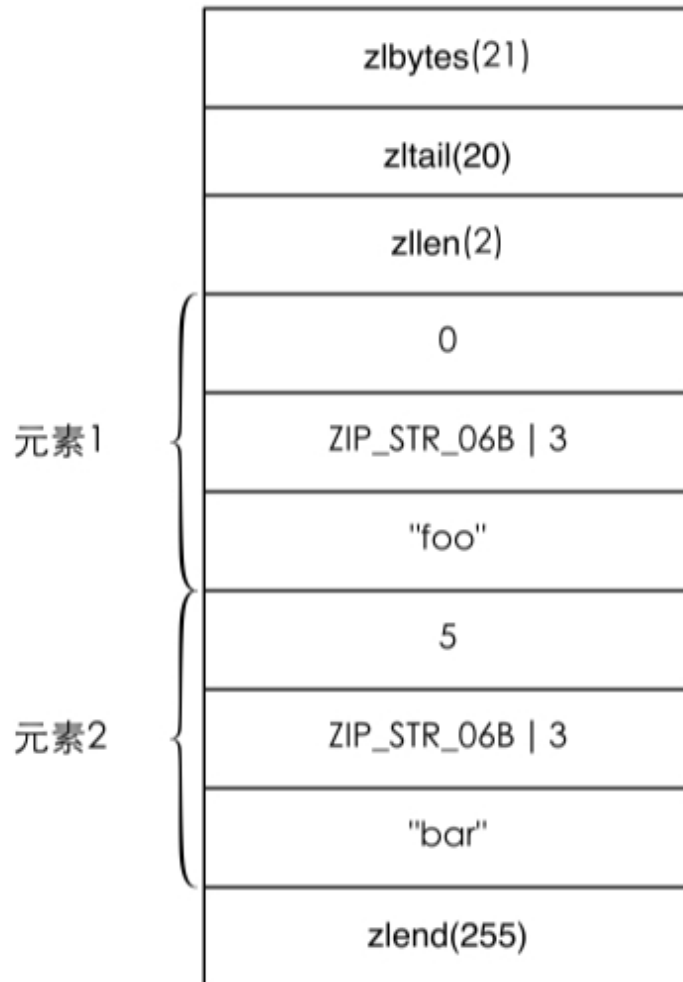 zlbytes(21)
zltail(20)
zllen(2)
元素1
0
ZIP_STR_06B | 3
"foo"
元素2
5
ZIP_STR_06B | 3
"bar"
zlend(255)